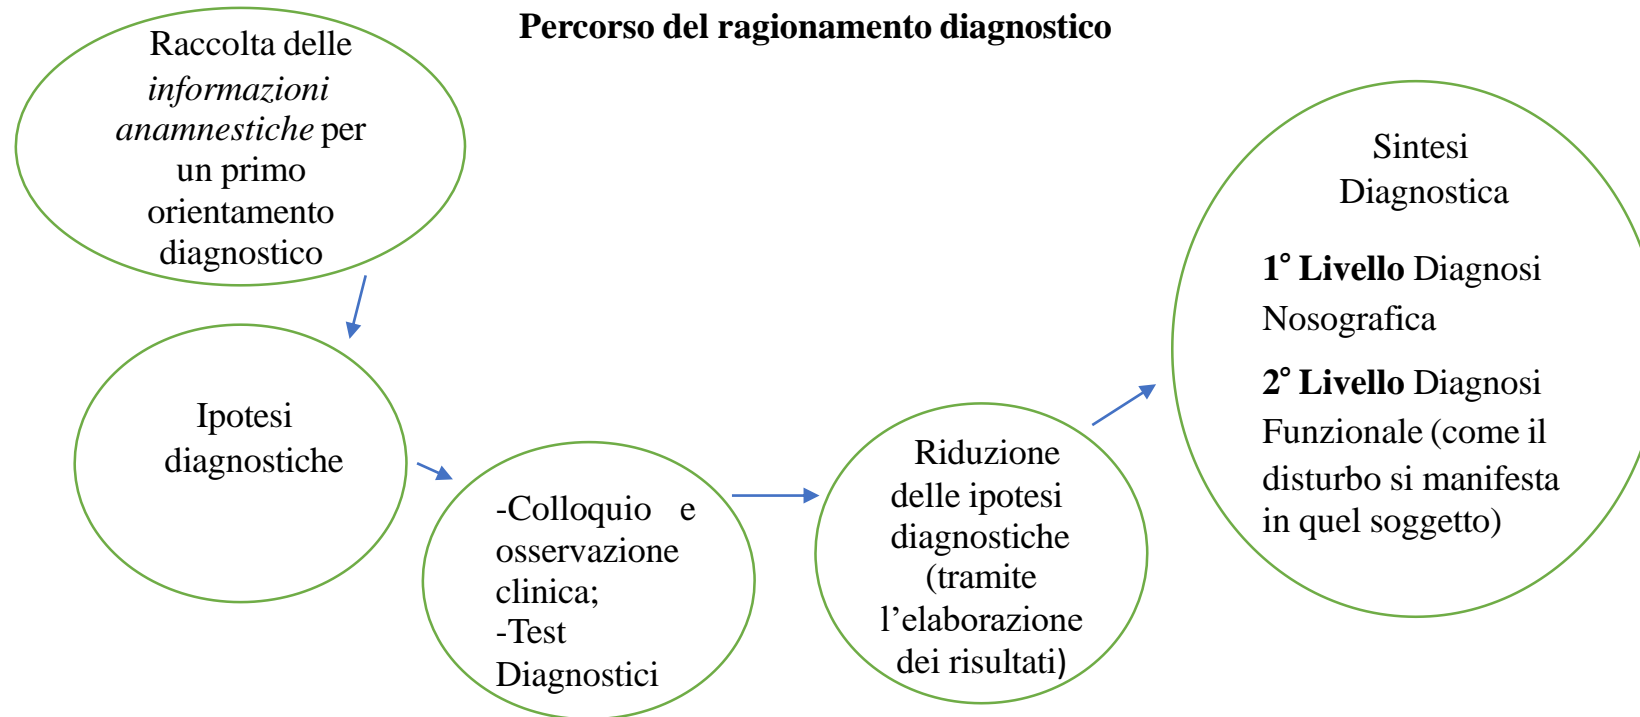 Percorso del ragionamento diagnostico
Raccolta delle
informazioni
anamnestiche per
un primo
orientamento
diagnostico
Ipotesi
diagnostiche
-Colloquio e
osservazione
clinica;
-Test
Diagnostici
Riduzione
delle ipotesi
diagnostiche
(tramite
l’elaborazione
dei risultati)
Sintesi
Diagnostica
1° Livello Diagnosi
Nosografica
2° Livello Diagnosi
Funzionale (come il
disturbo si manifesta
in quel soggetto)